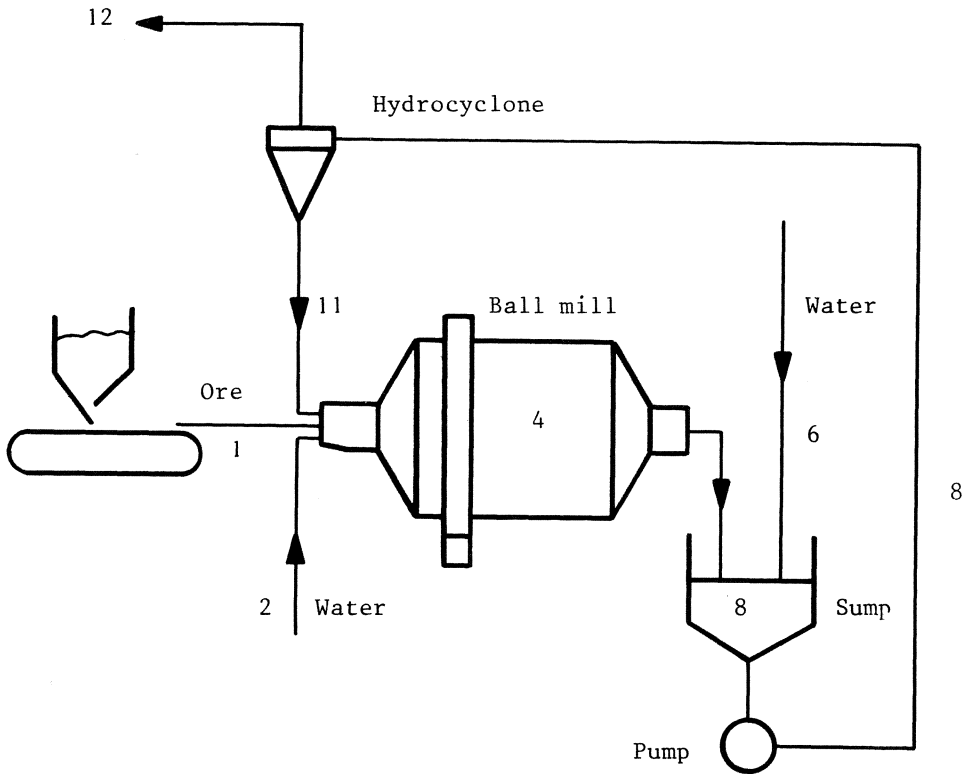 12
Hydrocyclone
11
Ball mill
Water
Ore
1
4
6
8
2 Water
8
Sump
Pump